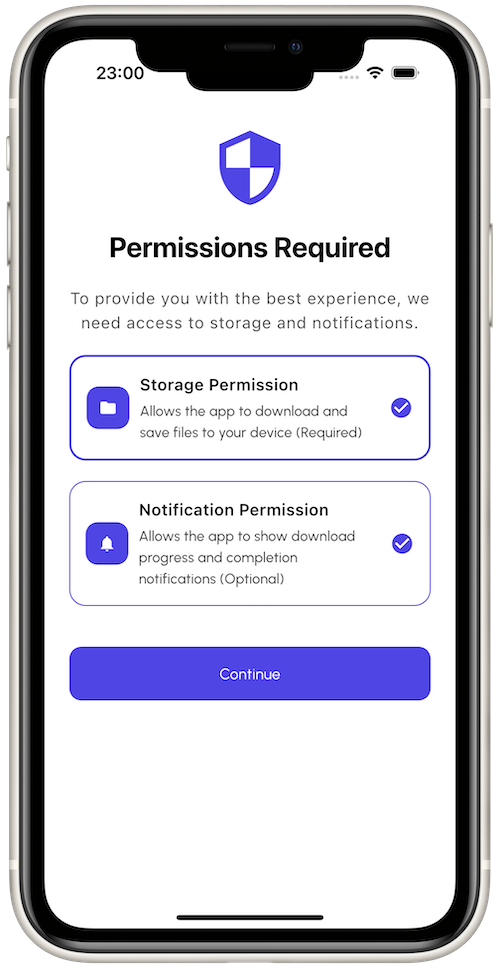 23:00
Permissions Required
To provide you with the best experience, we
need access to storage and notifications.
Storage Permission
Allows the app to download and
save files to your device (Required)
Notification Permission
Allows the app to show download
progress and completion
notifications (Optional)
Continue